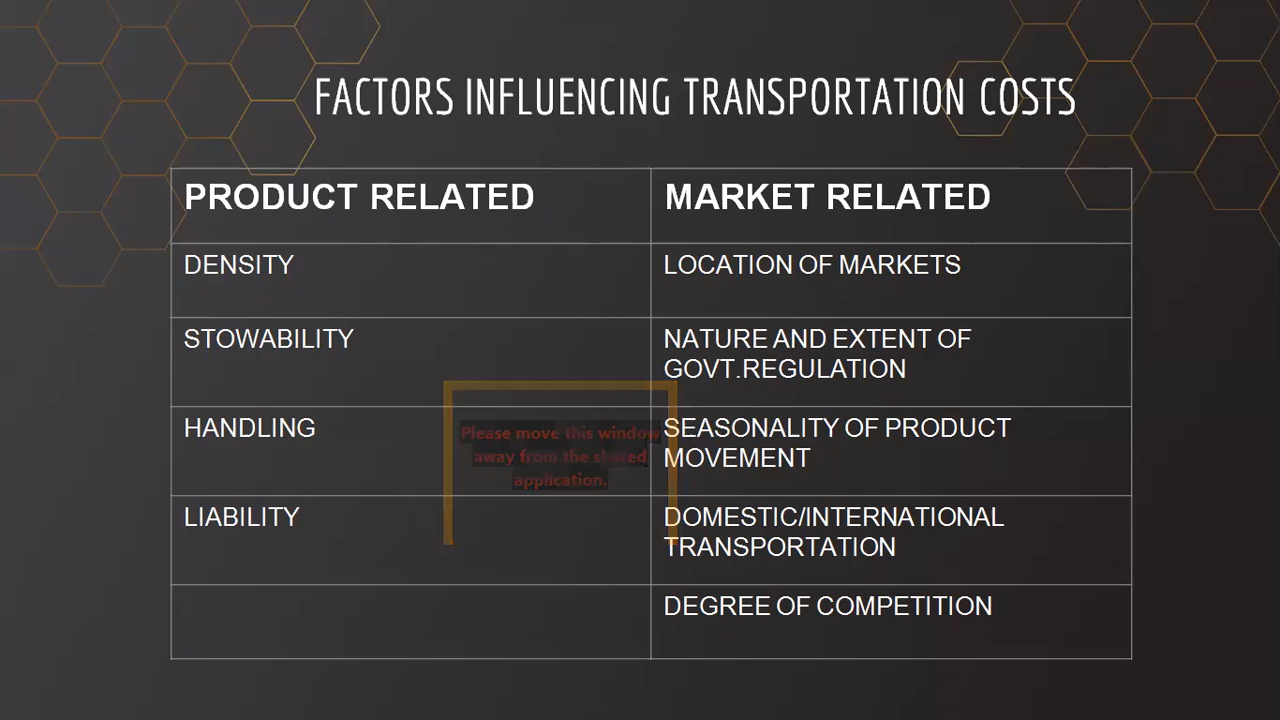 FACTORS INFLUENCING TRANSPORTATION COSTS
PRODUCT RELATED
MARKET RELATED
DENSITY
LOCATION OF MARKETS
STOWABILITY
NATURE AND EXTENT OF
GOVT.REGULATION
HANDLING
SEASONALITY OF PRODUCT
MOVEMENT
Please move this window
away from the shared
application.
LIABILITY
DOMESTIC/INTERNATIONAL
TRANSPORTATION
DEGREE OF COMPETITION